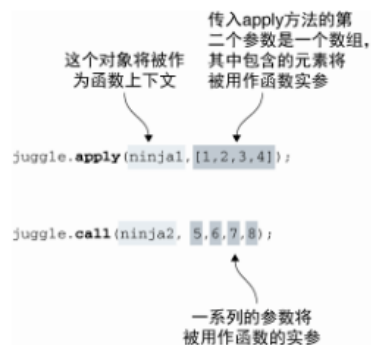 传入apply方法的第
二个参数是一个数组，
其中包含的元素将
被用作函数实参
这个对象将被作
为函数上下文
juggle.apply(ninja1,[1,2,3,4]);
juggle.call(ninja2, 5,6,7,8);
一系列的参数将
被用作函数的实参